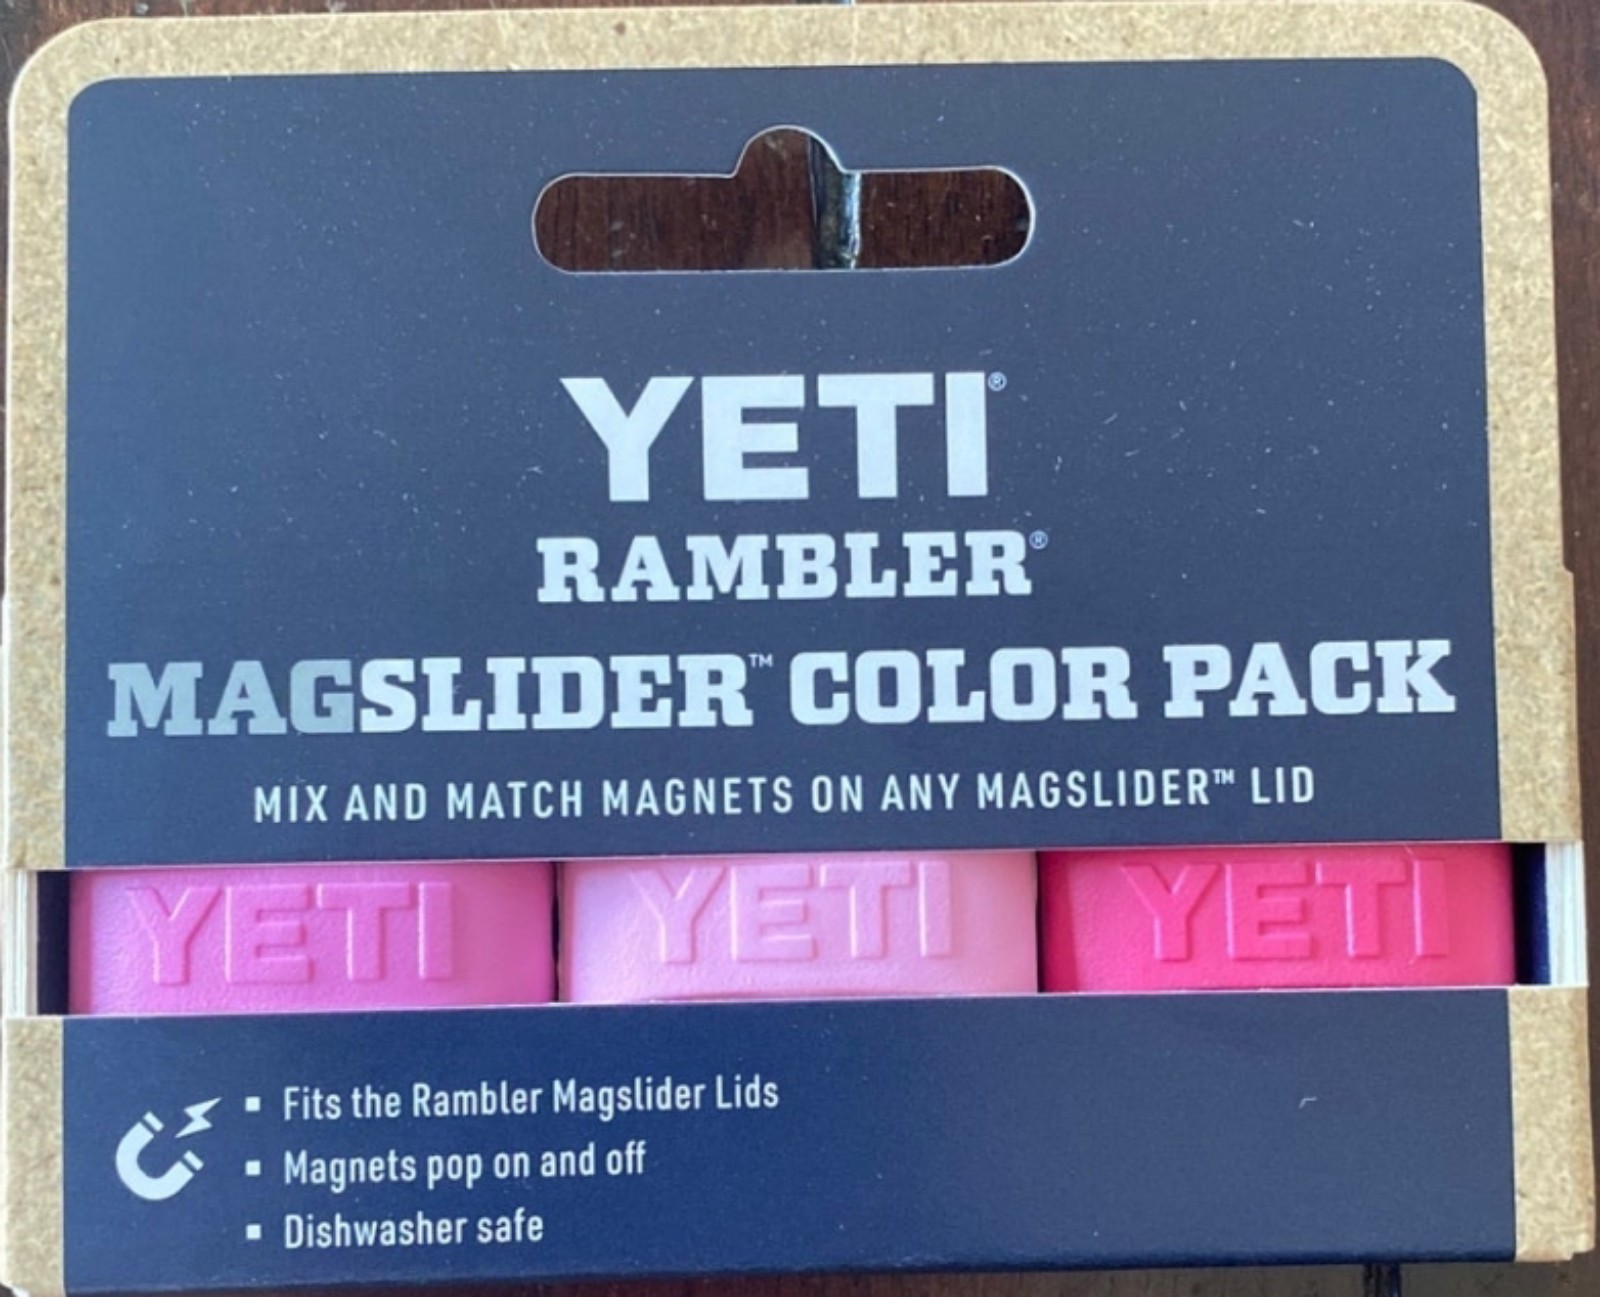 YETI®
RAMBLER®
MAGSLIDER™ COLOR PACK
MIX AND MATCH MAGNETS ON ANY MAGSLIDER™ LID
YETI YETI YETI
▪ Fits the Rambler Magslider Lids
▪ Magnets pop on and off
▪ Dishwasher safe